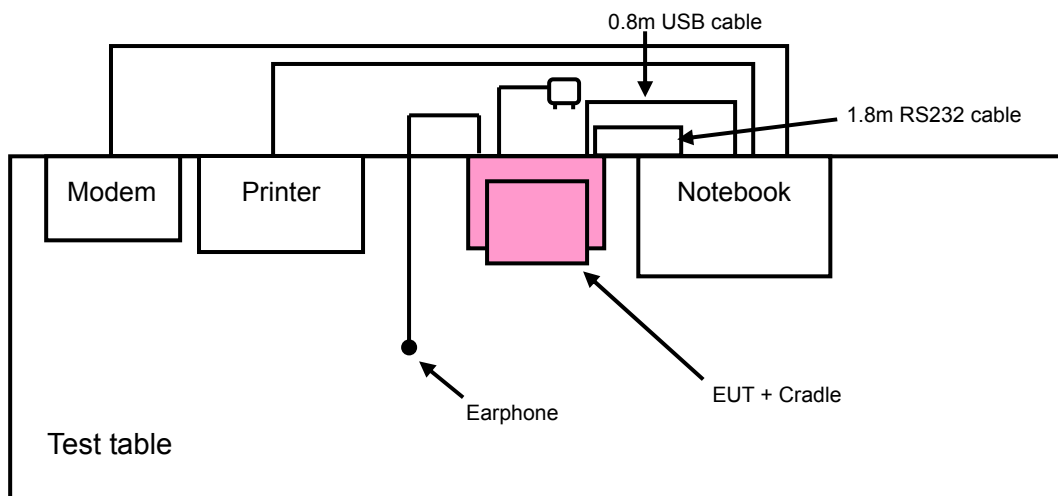 0.8m USB cable
1.8m RS232 cable
Modem
Printer
Notebook
EUT + Cradle
Earphone
Test table